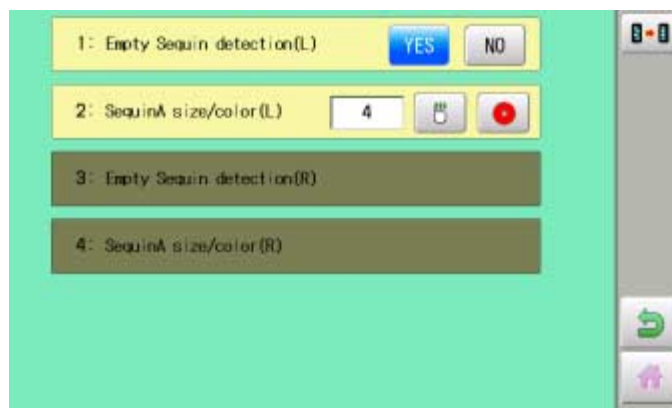 1: Empty Sequin detection(L) YES NO
2: SequinA size/color(L) 4
3: Empty Sequin detection(R)
4: SequinA size/color(R)